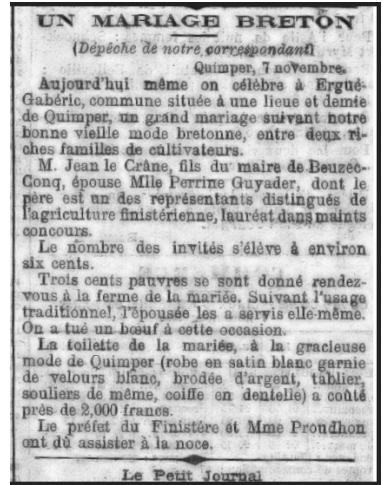 UN MARIAGE BRETON
(Dépêche de notre correspondant)
Quimper, 7 novembre.
Aujourd'hui même on célèbre à Ergué-
Gabéric, commune située à une lieue et demie
de Quimper, un grand mariage suivant notre
bonne vieille mode bretonne, entre deux ri-
ches familles de cultivateurs.
M. Jean le Crâne, fils du maire de Beuzec-
Conq, épouse Mlle Perrine Guyader, dont le
père est un des représentants distingués de
l'agriculture finistérienne, lauréat dans maints
concours.
Le nombre des invités s'élève à environ
six cents.
Trois cents pauvres se sont donné rendez-
vous à la ferme de la mariée. Suivant l'usage
traditionnel, l'épousée les a servis elle-même.
On a tué un bœuf à cette occasion.
La toilette de la mariée, à la gracieuse
mode de Quimper (robe en satin blanc garnie
de velours blanc, brodée d'argent, tablier,
souliers de même, coiffe en dentelle) a coûté
près de 2,000 francs.
Le préfet du Finistère et Mme Proudhon
ont dû assister à la noce.
Le Petit Journal